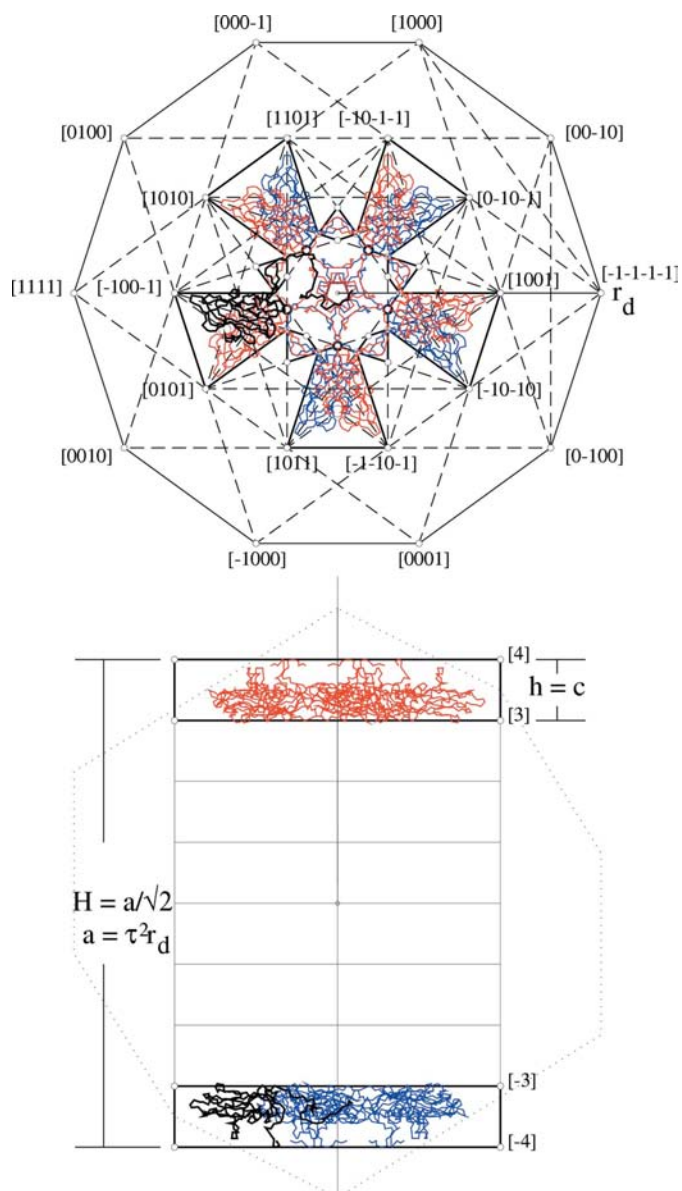 [000-1] [1000]
[0100] [1101] [-10-1-1] [00-10]
[1010] [0-10-1]
[1111] [-100-1] [1001] [-1-1-1-1]
r_d
[0101] [-10-10]
[0010] [1011] [-1-10-1] [0-100]
[-1000] [0001]
[4]
h = c
[3]
H = a/√2
a = τ²r_d
[-3]
[-4]